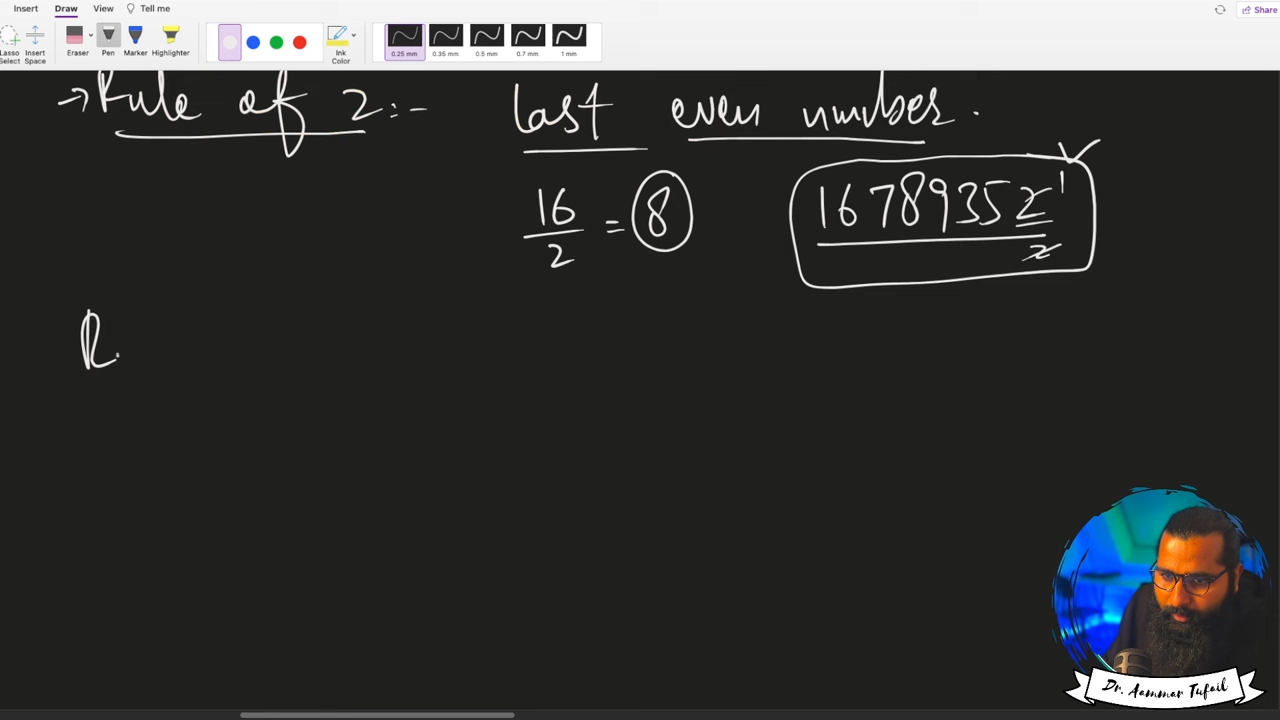 Insert Draw View Tell me
Share
Lasso Select
Insert Space
Eraser
Pen
Marker
Highlighter
Ink Color
0.25 mm 0.35 mm 0.5 mm 0.7 mm 1 mm
→ Rule of 2:- last even number.
16/2 = 8
16789352 1
2
R
Dr. Aammar Tufail